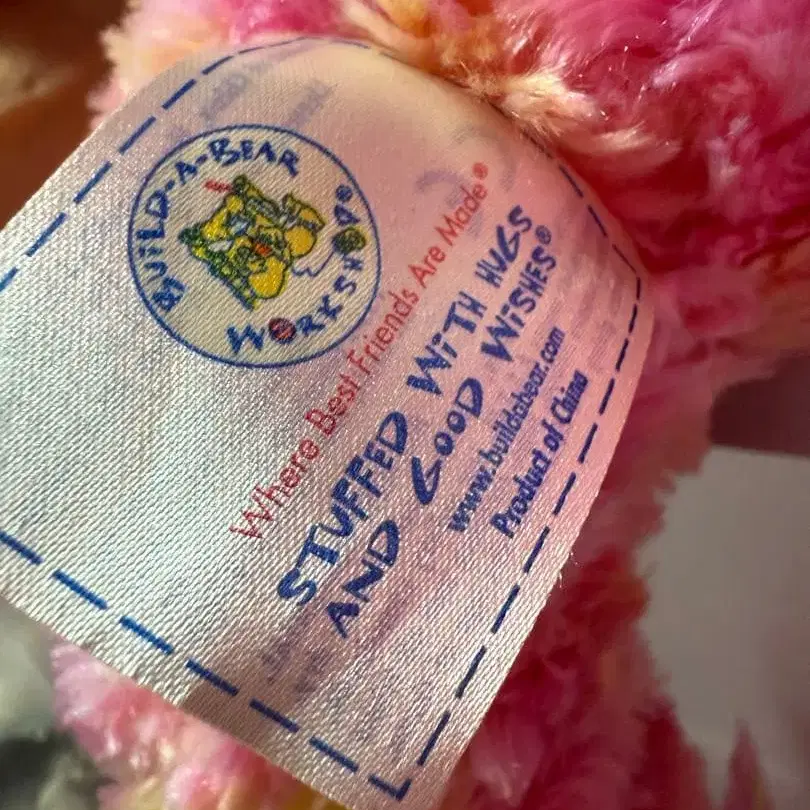 BUILD-A-BEAR
WORKSHOP®
Where Best Friends Are Made®
STUFFED WITH HUGS
AND GOOD WISHES®
www.buildabear.com
Product of China